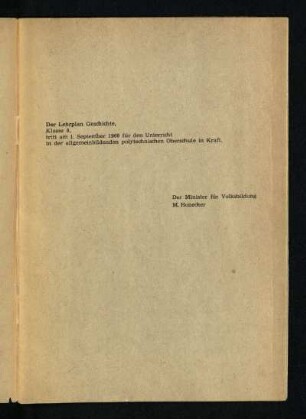 Der Lehrplan Geschichte,
Klasse 8,
tritt am 1. September 1969 für den Unterricht
in der allgemeinbildenden polytechnischen Oberschule in Kraft.
Der Minister für Volksbildung
M. Honecker